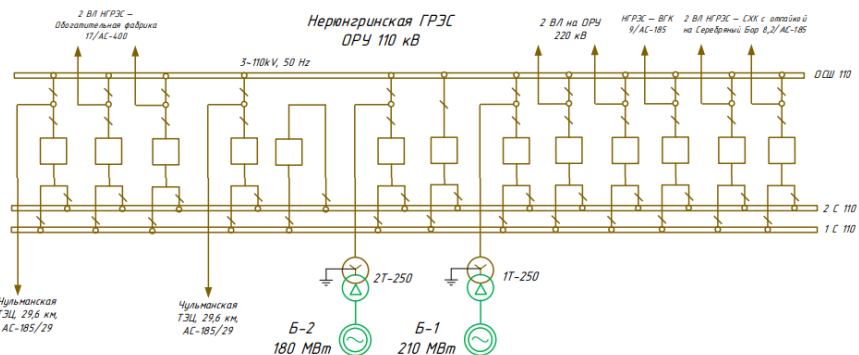 Нерюнгринская ГРЭС
ОРУ 110 кВ
2 ВЛ НГРЭС –
Обогатительная фабрика
17/АС-400
2 ВЛ на ОРУ
220 кВ
НГРЭС – ВГК
9/АС-185
2 ВЛ НГРЭС – СХК с отпайкой
на Серебряный Бор 8,2/АС-185
3~110kV, 50 Hz
ОСШ 110
2 С 110
1 С 110
Чульманская
ТЭЦ, 29,6 км,
АС-185/29
Чульманская
ТЭЦ, 29,6 км,
АС-185/29
2Т-250
1Т-250
Б-2
180 МВт
Б-1
210 МВт